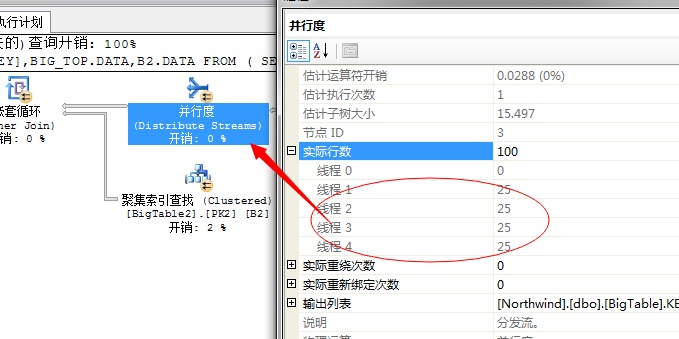 执行计划
的) 查询开销: 100%
EY],BIG_TOP.DATA,B2.DATA FROM ( SE
嵌套循环
ner Join)
开销: 0 %
并行度
(Distribute Streams)
开销: 0 %
聚集索引查找 (Clustered)
[BigTable2].[PK2] [B2]
开销: 2 %
并行度
估计运算符开销 0.0288 (0%)
估计执行次数 1
估计子树大小 15.497
节点 ID 3
实际行数 100
线程 0 0
线程 1 25
线程 2 25
线程 3 25
线程 4 25
实际重绕次数 0
实际重新绑定次数 0
输出列表 [Northwind].[dbo].[BigTable].KE
说明 分发流。